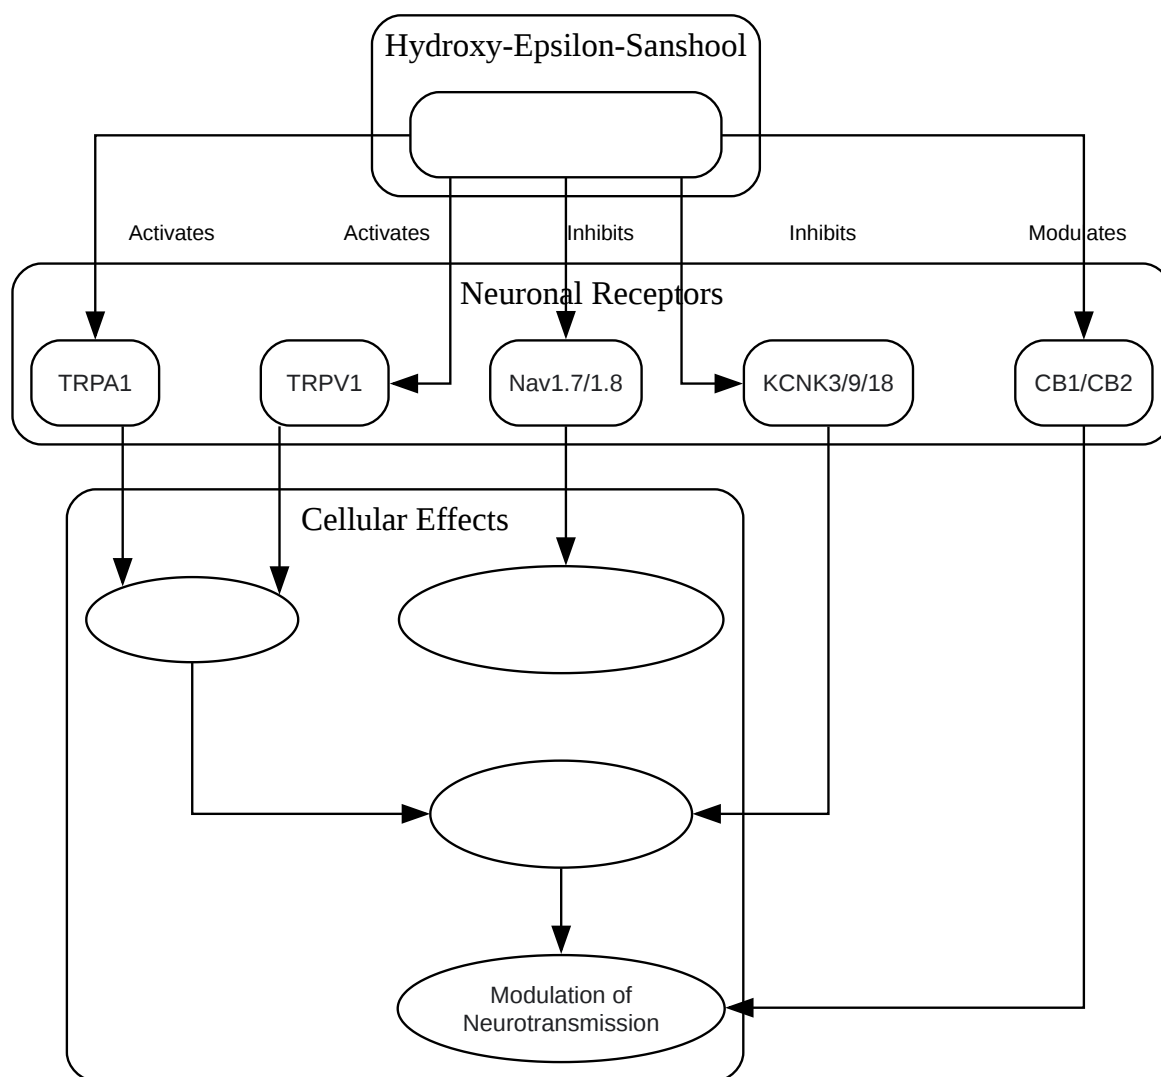 Hydroxy-Epsilon-Sanshool
Activates
Activates
Inhibits
Inhibits
Modulates
Neuronal Receptors
TRPA1
TRPV1
Nav1.7/1.8
KCNK3/9/18
CB1/CB2
Cellular Effects
Modulation of
Neurotransmission